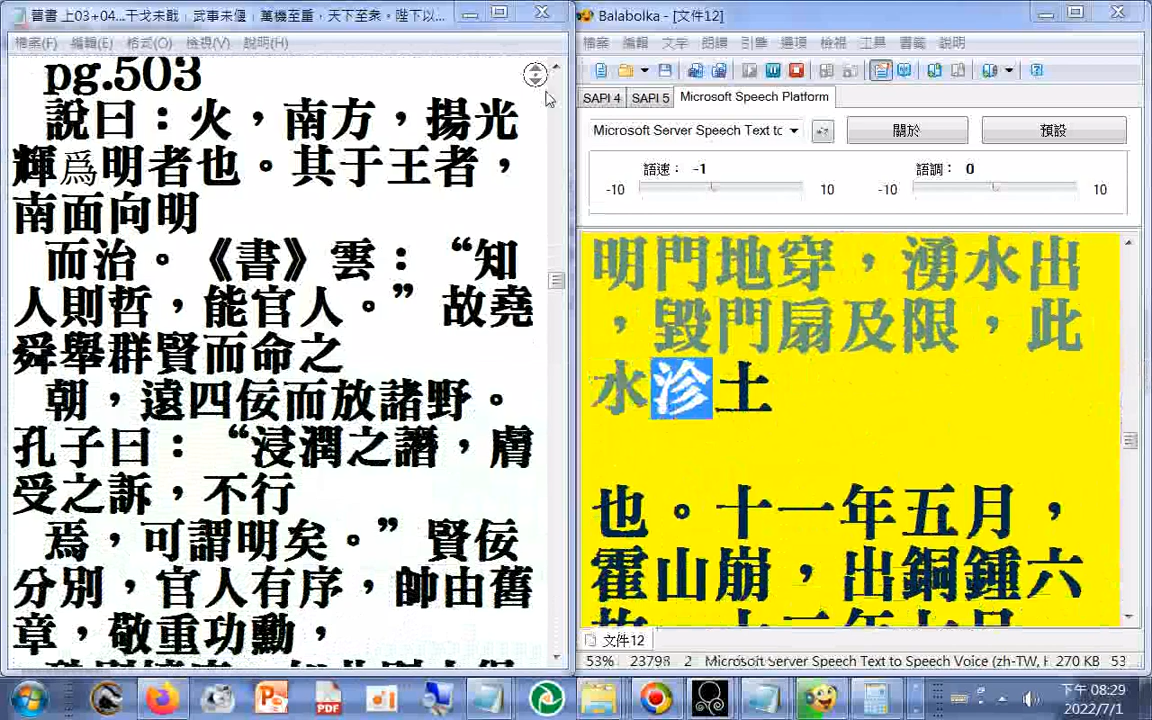 晉書 上03+04...干戈未戢，武事未偃，萬機至重，天下至衆。陛下以...
檔案(F) 編輯(E) 格式(O) 檢視(V) 說明(H)
pg.503
說曰：火，南方，揚光
輝爲明者也。其于王者，
南面向明
而治。《書》雲：“知
人則哲，能官人。”故堯
舜舉群賢而命之
朝，遠四佞而放諸野。
孔子曰：“浸潤之譖，膚
受之訴，不行
焉，可謂明矣。”賢佞
分別，官人有序，帥由舊
章，敬重功勳，
Balabolka - [文件12]
檔案 編輯 文字 朗讀 引擎 選項 檢視 工具 書籤 說明
SAPI 4 SAPI 5 Microsoft Speech Platform
Microsoft Server Speech Text to
關於 預設
語速： -1 語調： 0
-10 10 -10 10
明門地穿，湧水出
，毀門扇及限，此
水沴土
也。十一年五月，
霍山崩，出銅鍾六
枚。十二年七月
文件12
53% 23798 2 Microsoft Server Speech Text to Speech Voice (zh-TW, H 270 KB 53
PDF
下午 08:29
2022/7/1